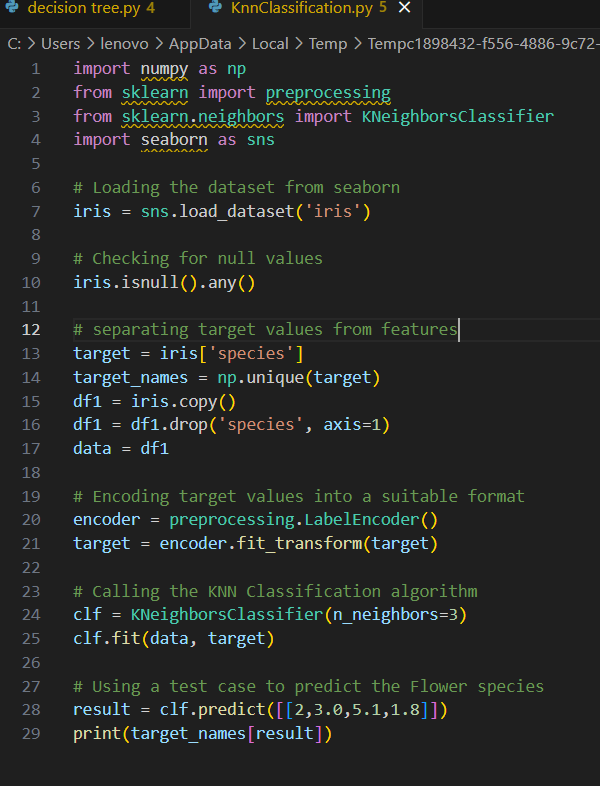 decision tree.py 4
KnnClassification.py 5 ×
C: > Users > lenovo > AppData > Local > Temp > Tempc1898432-f556-4886-9c72-
1 import numpy as np
2 from sklearn import preprocessing
3 from sklearn.neighbors import KNeighborsClassifier
4 import seaborn as sns
5
6 # Loading the dataset from seaborn
7 iris = sns.load_dataset('iris')
8
9 # Checking for null values
10 iris.isnull().any()
11
12 # separating target values from features
13 target = iris['species']
14 target_names = np.unique(target)
15 df1 = iris.copy()
16 df1 = df1.drop('species', axis=1)
17 data = df1
18
19 # Encoding target values into a suitable format
20 encoder = preprocessing.LabelEncoder()
21 target = encoder.fit_transform(target)
22
23 # Calling the KNN Classification algorithm
24 clf = KNeighborsClassifier(n_neighbors=3)
25 clf.fit(data, target)
26
27 # Using a test case to predict the Flower species
28 result = clf.predict([[2,3.0,5.1,1.8]])
29 print(target_names[result])